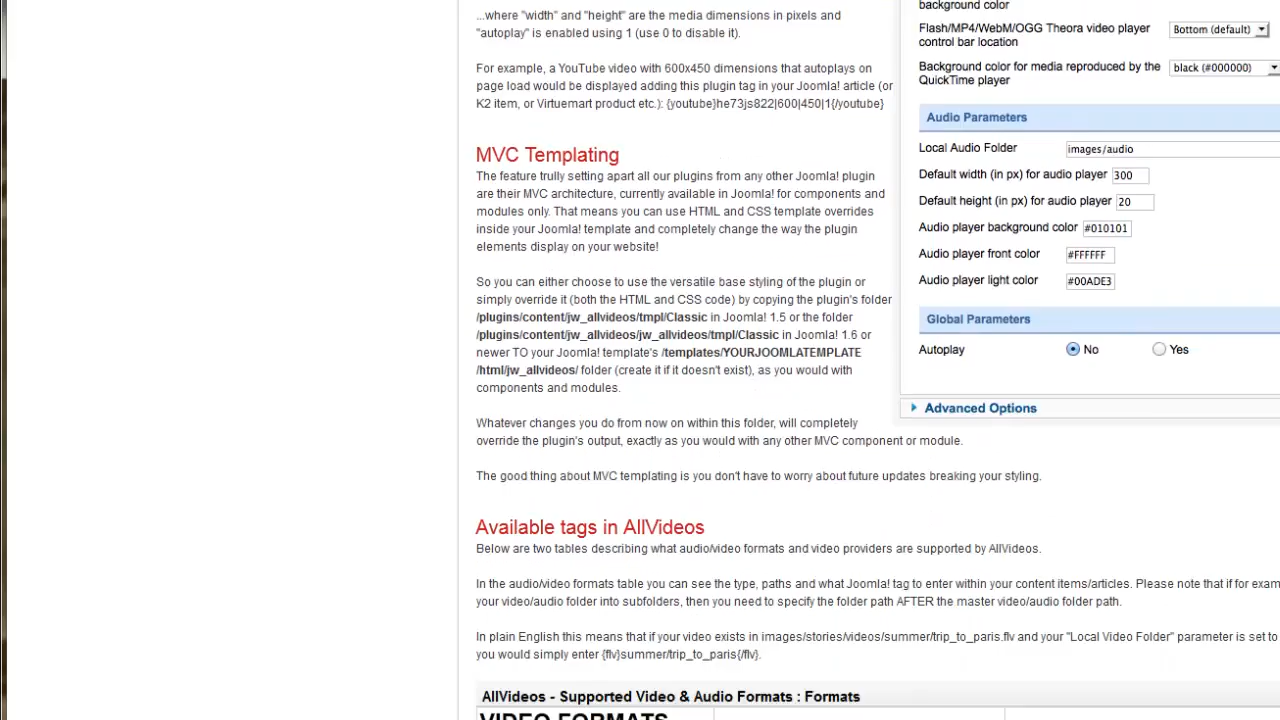 ...where "width" and "height" are the media dimensions in pixels and
"autoplay" is enabled using 1 (use 0 to disable it).
For example, a YouTube video with 600x450 dimensions that autoplays on
page load would be displayed adding this plugin tag in your Joomla! article (or
K2 item, or Virtuemart product etc.): {youtube}he73js822|600|450|1{/youtube}
MVC Templating
The feature trully setting apart all our plugins from any other Joomla! plugin
are their MVC architecture, currently available in Joomla! for components and
modules only. That means you can use HTML and CSS template overrides
inside your Joomla! template and completely change the way the plugin
elements display on your website!
So you can either choose to use the versatile base styling of the plugin or
simply override it (both the HTML and CSS code) by copying the plugin's folder
/plugins/content/jw_allvideos/tmpl/Classic in Joomla! 1.5 or the folder
/plugins/content/jw_allvideos/jw_allvideos/tmpl/Classic in Joomla! 1.6 or
newer TO your Joomla! template's /templates/YOURJOOMLATEMPLATE
/html/jw_allvideos/ folder (create it if it doesn't exist), as you would with
components and modules.
Whatever changes you do from now on within this folder, will completely
override the plugin's output, exactly as you would with any other MVC component or module.
The good thing about MVC templating is you don't have to worry about future updates breaking your styling.
Available tags in AllVideos
Below are two tables describing what audio/video formats and video providers are supported by AllVideos.
In the audio/video formats table you can see the type, paths and what Joomla! tag to enter within your content items/articles. Please note that if for exam
your video/audio folder into subfolders, then you need to specify the folder path AFTER the master video/audio folder path.
In plain English this means that if your video exists in images/stories/videos/summer/trip_to_paris.flv and your "Local Video Folder" parameter is set to
you would simply enter {flv}summer/trip_to_paris{/flv}.
AllVideos - Supported Video & Audio Formats : Formats
VIDEO FORMATS
background color
Flash/MP4/WebM/OGG Theora video player
control bar location
Bottom (default)
Background color for media reproduced by the
QuickTime player
black (#000000)
Audio Parameters
Local Audio Folder
images/audio
Default width (in px) for audio player 300
Default height (in px) for audio player 20
Audio player background color #010101
Audio player front color #FFFFFF
Audio player light color #00ADE3
Global Parameters
Autoplay No Yes
Advanced Options